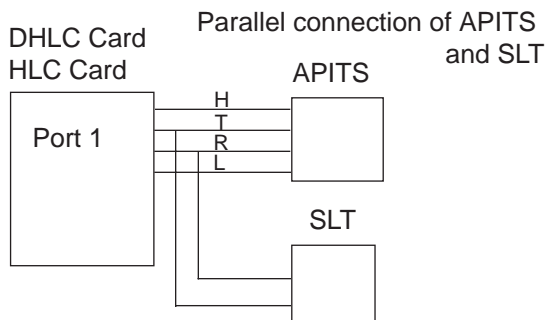 Parallel connection of APITS
and SLT
DHLC Card
HLC Card
APITS
Port 1
H
T
R
L
SLT